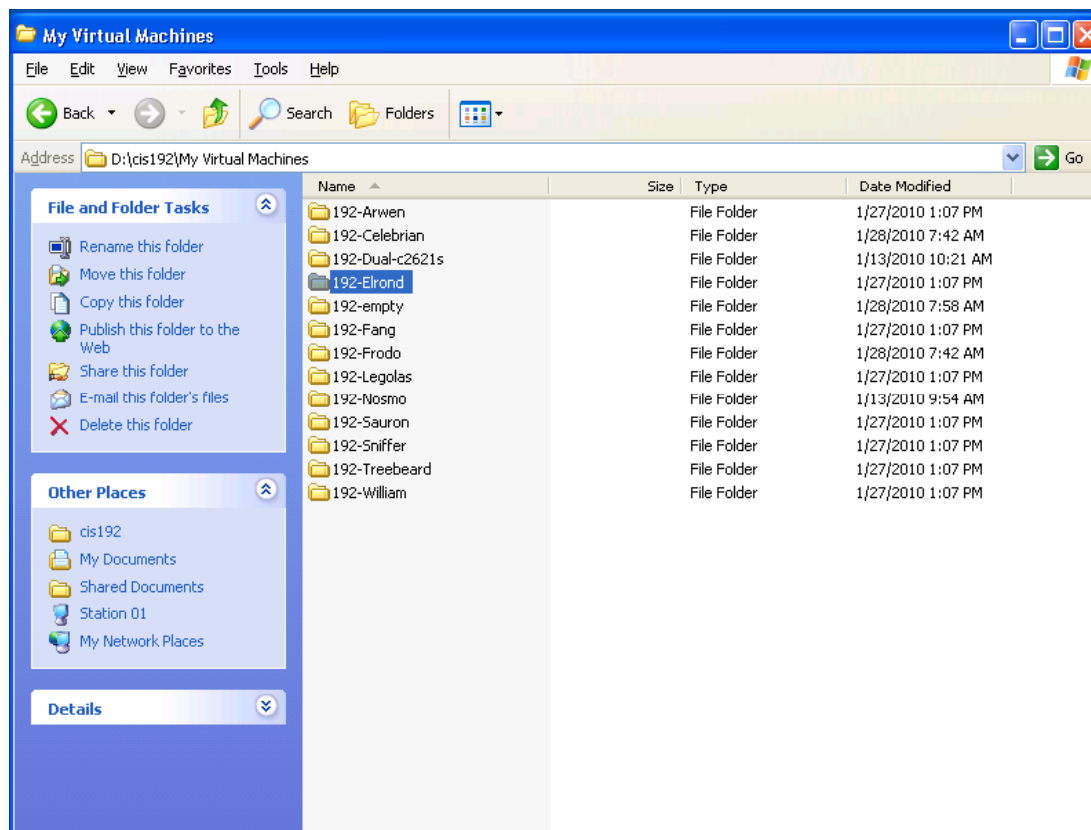 My Virtual Machines
File Edit View Favorites Tools Help
Back Search Folders
Address D:\cis192\My Virtual Machines Go
File and Folder Tasks
Rename this folder
Move this folder
Copy this folder
Publish this folder to the
Web
Share this folder
E-mail this folder's files
Delete this folder
Other Places
cis192
My Documents
Shared Documents
Station 01
My Network Places
Details
Name Size Type Date Modified
192-Arwen File Folder 1/27/2010 1:07 PM
192-Celebrian File Folder 1/28/2010 7:42 AM
192-Dual-c2621s File Folder 1/13/2010 10:21 AM
192-Elrond File Folder 1/27/2010 1:07 PM
192-empty File Folder 1/28/2010 7:58 AM
192-Fang File Folder 1/27/2010 1:07 PM
192-Frodo File Folder 1/28/2010 7:42 AM
192-Legolas File Folder 1/27/2010 1:07 PM
192-Nosmo File Folder 1/13/2010 9:54 AM
192-Sauron File Folder 1/27/2010 1:07 PM
192-Sniffer File Folder 1/27/2010 1:07 PM
192-Treebeard File Folder 1/27/2010 1:07 PM
192-William File Folder 1/27/2010 1:07 PM